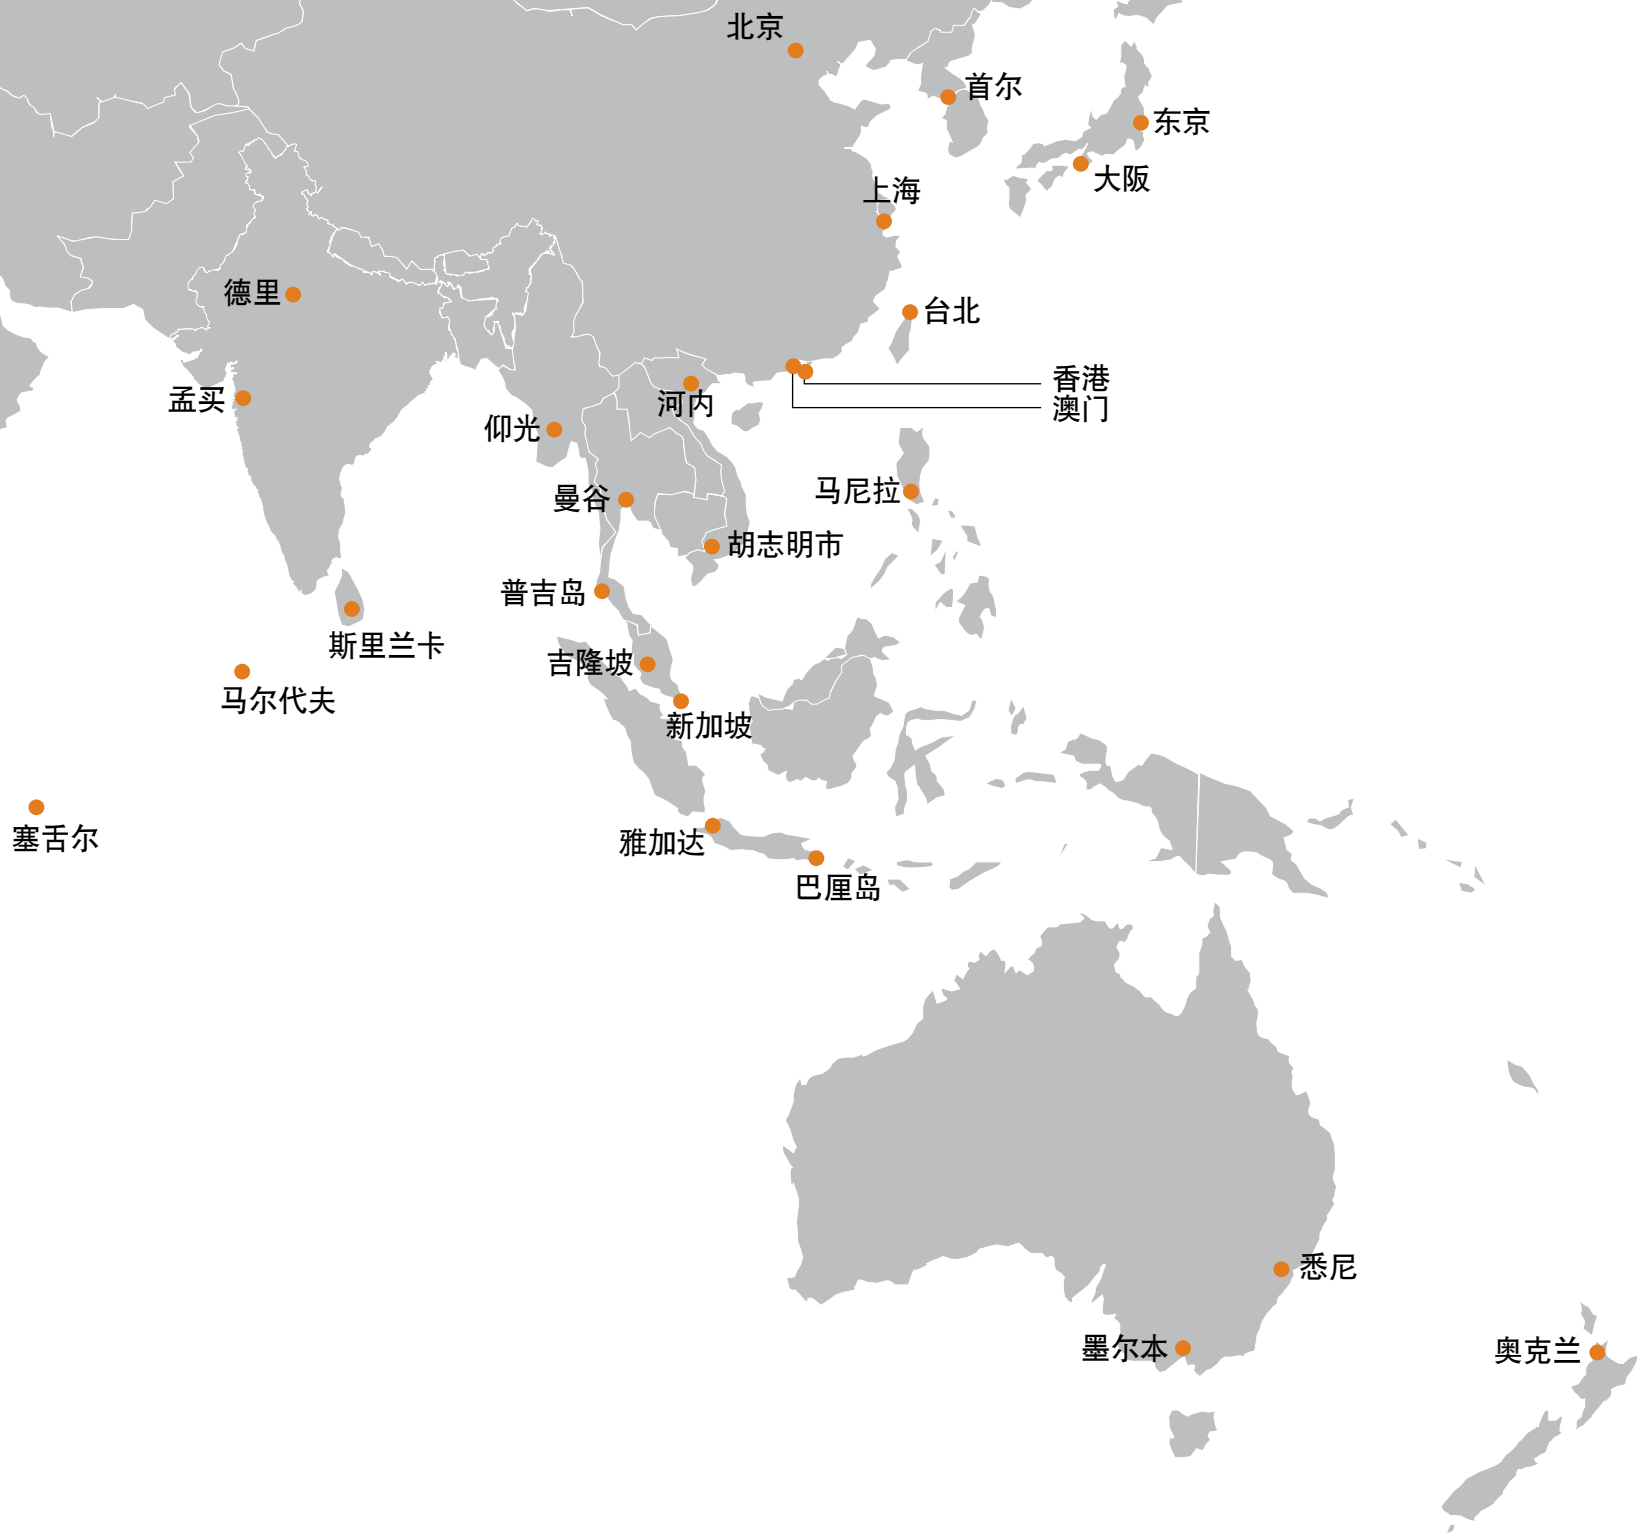 北京
首尔
东京
大阪
上海
德里
台北
香港
孟买
河内
澳门
仰光
马尼拉
曼谷
胡志明市
普吉岛
斯里兰卡
吉隆坡
马尔代夫
新加坡
塞舌尔
雅加达
巴厘岛
悉尼
墨尔本
奥克兰